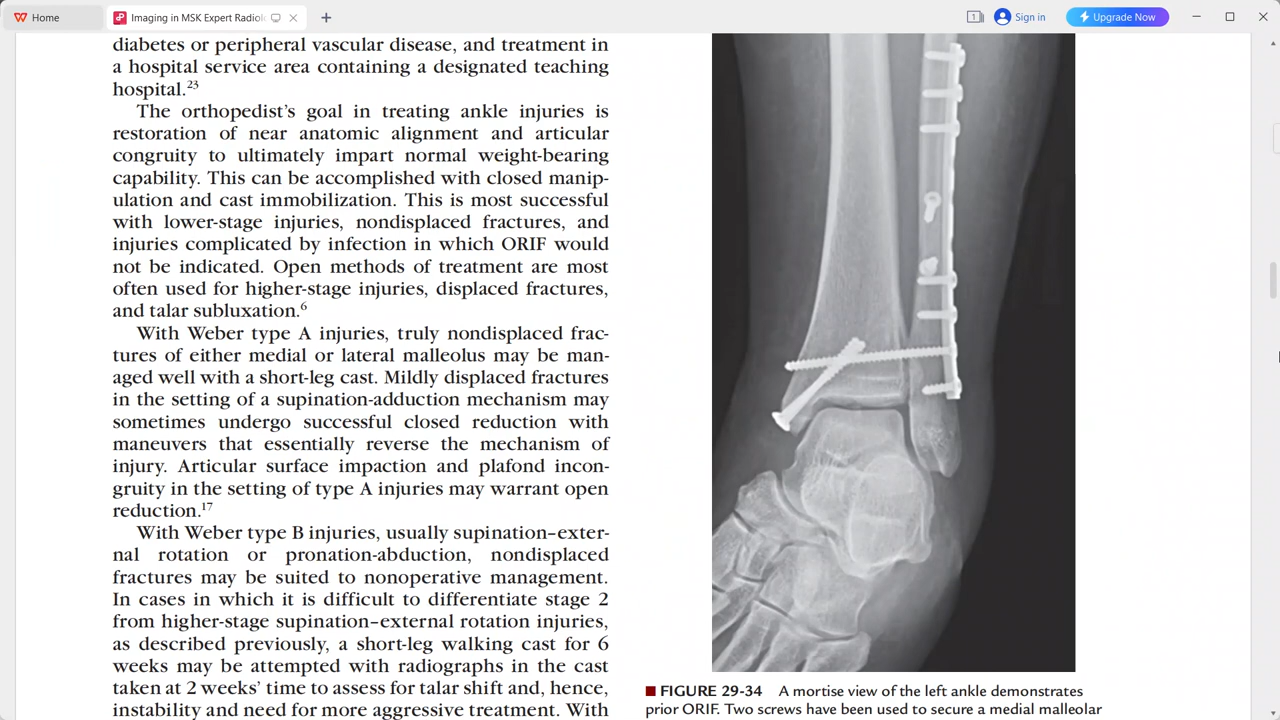 Home
Imaging in MSK Expert Radiol
Sign in
Upgrade Now
diabetes or peripheral vascular disease, and treatment in
a hospital service area containing a designated teaching
hospital.23
The orthopedist's goal in treating ankle injuries is
restoration of near anatomic alignment and articular
congruity to ultimately impart normal weight-bearing
capability. This can be accomplished with closed manip-
ulation and cast immobilization. This is most successful
with lower-stage injuries, nondisplaced fractures, and
injuries complicated by infection in which ORIF would
not be indicated. Open methods of treatment are most
often used for higher-stage injuries, displaced fractures,
and talar subluxation.6
With Weber type A injuries, truly nondisplaced frac-
tures of either medial or lateral malleolus may be man-
aged well with a short-leg cast. Mildly displaced fractures
in the setting of a supination-adduction mechanism may
sometimes undergo successful closed reduction with
maneuvers that essentially reverse the mechanism of
injury. Articular surface impaction and plafond incon-
gruity in the setting of type A injuries may warrant open
reduction.17
With Weber type B injuries, usually supination–exter-
nal rotation or pronation-abduction, nondisplaced
fractures may be suited to nonoperative management.
In cases in which it is difficult to differentiate stage 2
from higher-stage supination–external rotation injuries,
as described previously, a short-leg walking cast for 6
weeks may be attempted with radiographs in the cast
taken at 2 weeks' time to assess for talar shift and, hence,
instability and need for more aggressive treatment. With
FIGURE 29-34 A mortise view of the left ankle demonstrates
prior ORIF. Two screws have been used to secure a medial malleolar